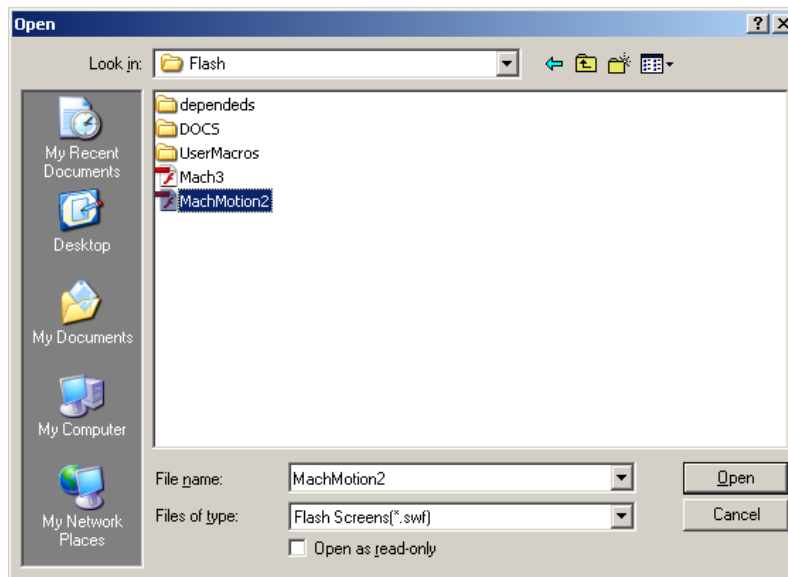 Open
Look in:
Flash
My Recent
Documents
Desktop
My Documents
My Computer
My Network
Places
dependeds
DOCS
UserMacros
Mach3
MachMotion2
File name:
MachMotion2
Open
Files of type:
Flash Screens(*.swf)
Cancel
Open as read-only